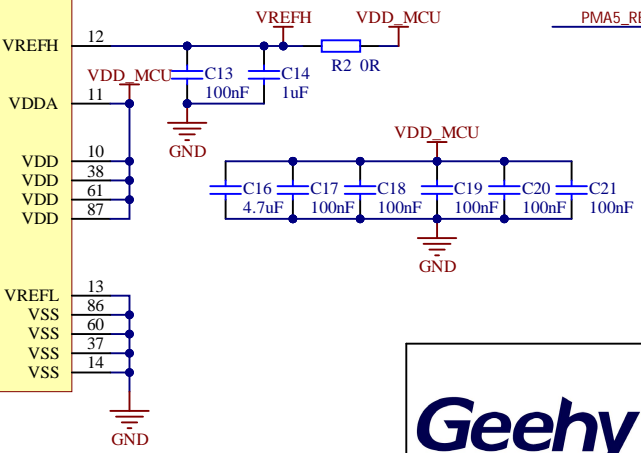 VREFH VDD_MCU PMA5_RE
VREFH 12
R2 0R
VDD_MCU C13 C14
100nF 1uF
VDDA 11
GND
VDD_MCU
VDD 10
VDD 38
VDD 61
VDD 87
C16 C17 C18 C19 C20 C21
4.7uF 100nF 100nF 100nF 100nF 100nF
GND
VREFL 13
VSS 86
VSS 60
VSS 37
VSS 14
GND
Geehy